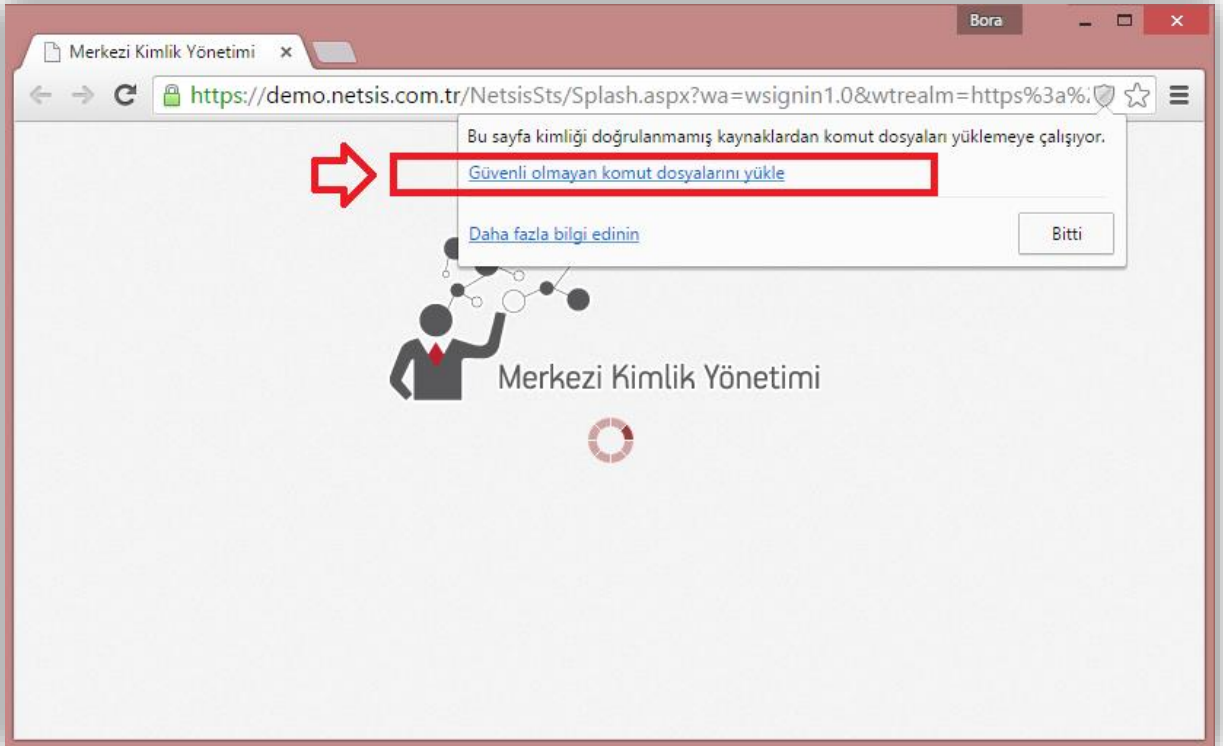 Bora
Merkezi Kimlik Yönetimi
https://demo.netsis.com.tr/NetsisSts/Splash.aspx?wa=wsignin1.0&wtrealm=https%3a%2
Bu sayfa kimliği doğrulanmamış kaynaklardan komut dosyaları yüklemeye çalışıyor.
Güvenli olmayan komut dosyalarını yükle
Daha fazla bilgi edinin
Bitti
Merkezi Kimlik Yönetimi